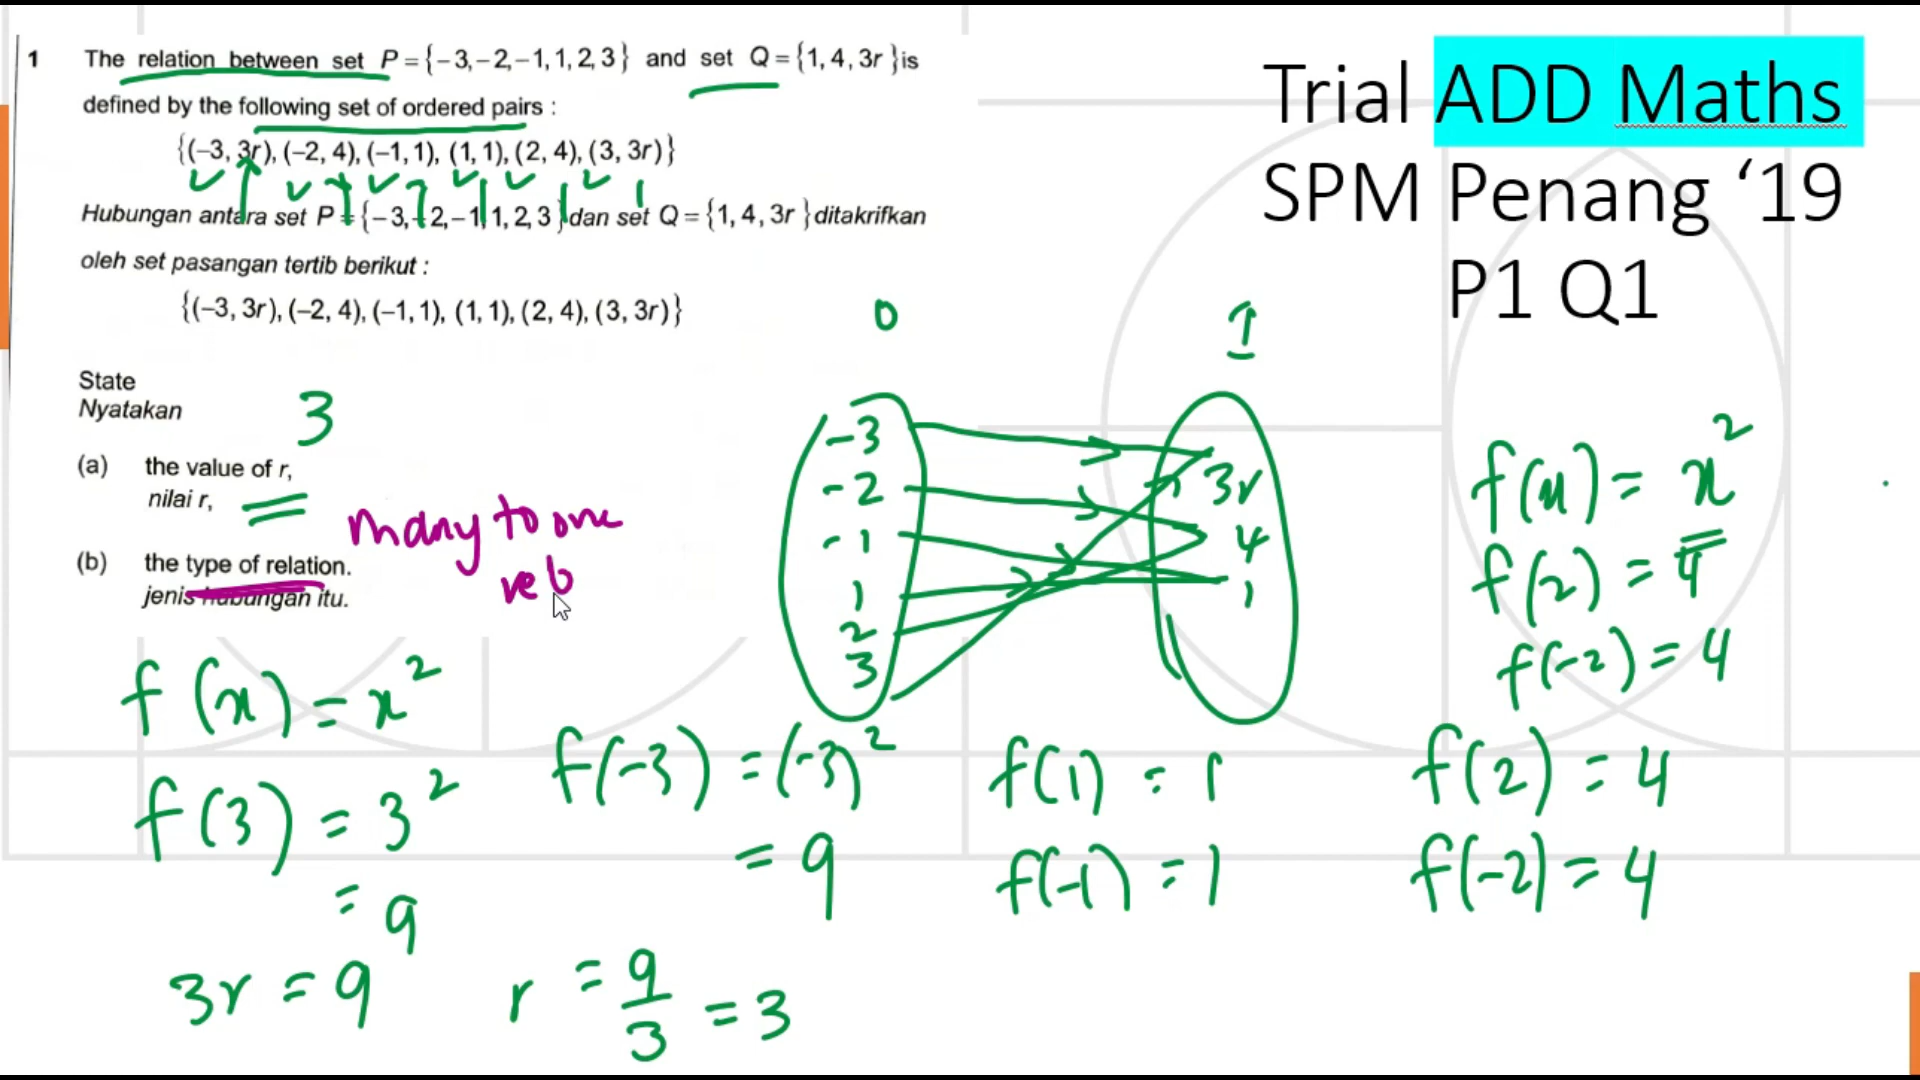 1 The relation between set P = {-3, -2, -1, 1, 2, 3} and set Q = {1, 4, 3r} is
defined by the following set of ordered pairs :
{(-3, 3r), (-2, 4), (-1, 1), (1, 1), (2, 4), (3, 3r)}
Hubungan antara set P = {-3, -2, -1, 1, 2, 3} dan set Q = {1, 4, 3r} ditakrifkan
oleh set pasangan tertib berikut :
{(-3, 3r), (-2, 4), (-1, 1), (1, 1), (2, 4), (3, 3r)}
State
Nyatakan
3
(a) the value of r,
nilai r,
many to one
(b) the type of relation.
jenis hubungan itu.
Trial ADD Maths
SPM Penang ‘19
P1 Q1
O
I
-3
-2
-1
1
2
3
3r
4
1
f(x) = x²
f(2) = 4
f(-2) = 4
f(x) = x²
f(3) = 3²
= 9
3r = 9
f(-3) = (-3)²
= 9
r = 9/3 = 3
f(1) = 1
f(-1) = 1
f(2) = 4
f(-2) = 4